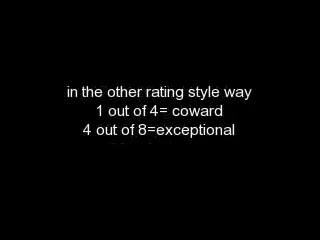 in the other rating style way
1 out of 4= coward
4 out of 8=exceptional